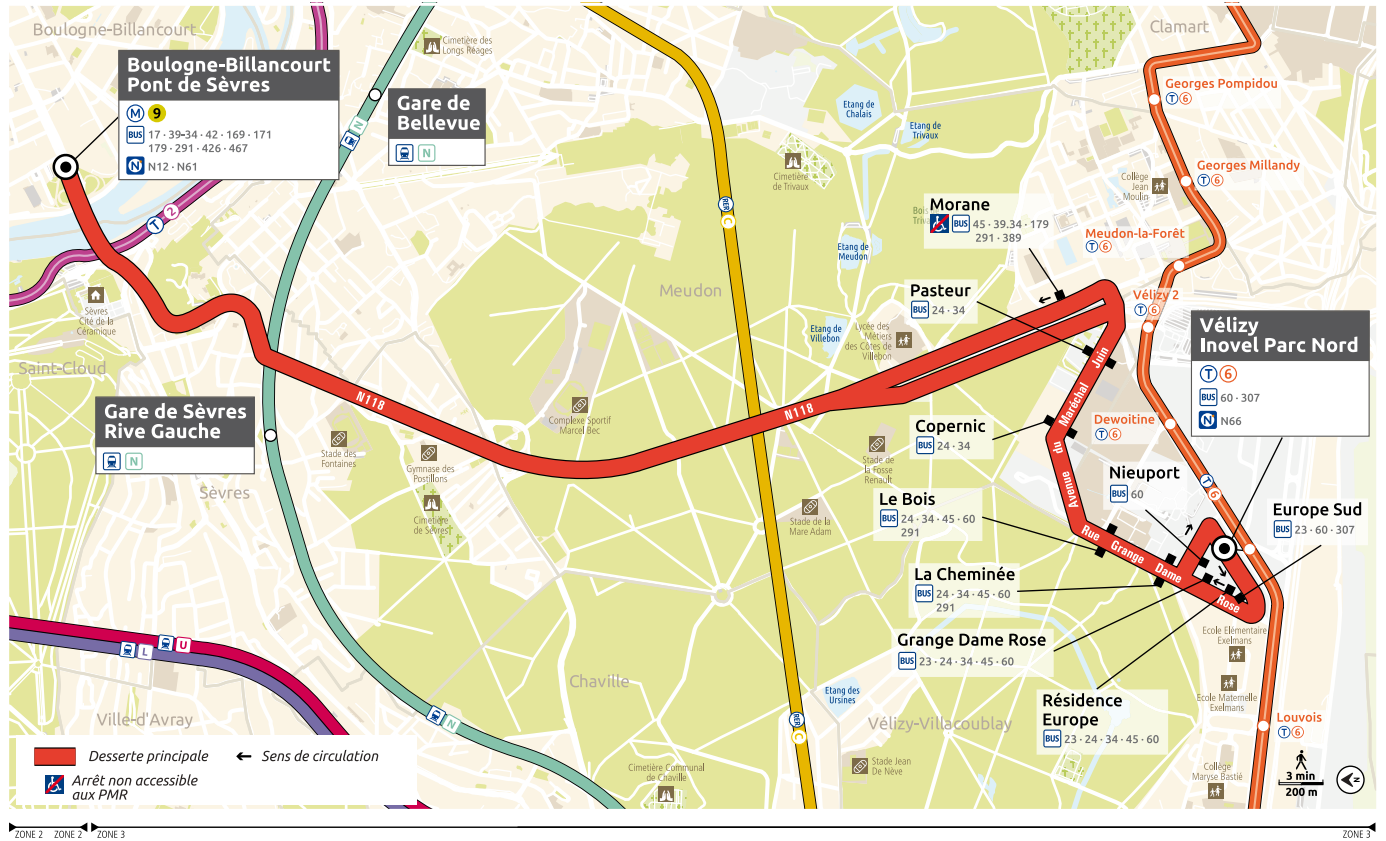 Boulogne-Billancourt
Boulogne-Billancourt
Pont de Sèvres
M 9
BUS 17 · 39-34 · 42 · 169 · 171
179 · 291 · 426 · 467
N N12 · N61
Cimetière des
Longs Réages
Gare de
Bellevue
N
N
T 2
RER
C
Clamart
Georges Pompidou
T 6
Georges Millandy
T 6
Etang de
Chalais
Etang de
Trivaux
Cimetière
de Trivaux
Collège
Jean
Moulin
Morane
BUS 45 · 39.34 · 179
291 · 389
Meudon-la-Forêt
T 6
Etang de
Meudon
Meudon
Pasteur
BUS 24 · 34
Vélizy 2
T 6
Vélizy
Inovel Parc Nord
T 6
BUS 60 · 307
N N66
Sèvres
Cité de la
Céramique
Saint-Cloud
Etang de
Villebon
Lycée des
Métiers
des Côtes de
Villebon
Gare de Sèvres
Rive Gauche
N
N118
N118
Complexe Sportif
Marcel Bec
Avenue du Maréchal Juin
Copernic
BUS 24 · 34
Dewoitine
T 6
Stade des
Fontaines
Gymnase des
Postillons
Stade de
la Fosse
Renault
Nieuport
BUS 60
T 6
Sèvres
Cimetière
de Sèvres
Stade de la
Mare Adam
Le Bois
BUS 24 · 34 · 45 · 60
291
Europe Sud
BUS 23 · 60 · 307
Rue Grange Dame Rose
La Cheminée
BUS 24 · 34 · 45 · 60
291
Grange Dame Rose
BUS 23 · 24 · 34 · 45 · 60
Ecole Elémentaire
Exelmans
Ecole Maternelle
Exelmans
U
L
Chaville
Etang des
Ursines
Résidence
Europe
BUS 23 · 24 · 34 · 45 · 60
Ville-d'Avray
N
RER
C
Vélizy-Villacoublay
Louvois
T 6
Desserte principale
Sens de circulation
Arrêt non accessible
aux PMR
Cimetière Communal
de Chaville
Stade Jean
De Nève
Collège
Maryse Bastié
3 min
200 m
N
ZONE 2 ZONE 2 ZONE 3 ZONE 3